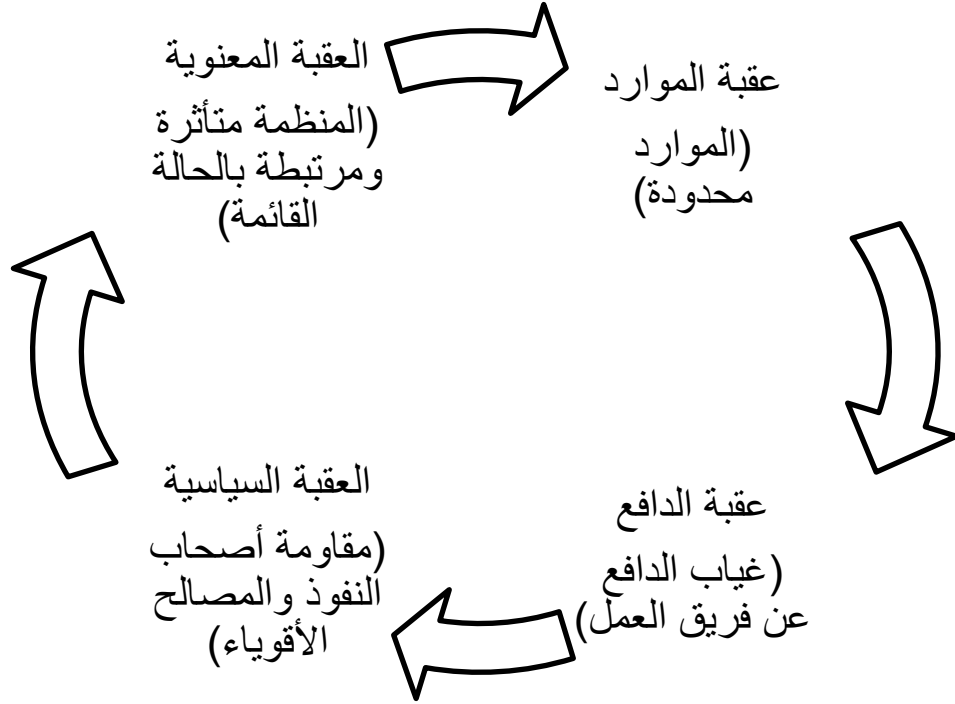 العقبة المعنوية
(المنظمة متأثرة
ومرتبطة بالحالة
القائمة)
عقبة الموارد
(الموارد
محدودة)
عقبة الدافع
(غياب الدافع
عن فريق العمل)
العقبة السياسية
(مقاومة أصحاب
النفوذ والمصالح
الأقوياء)